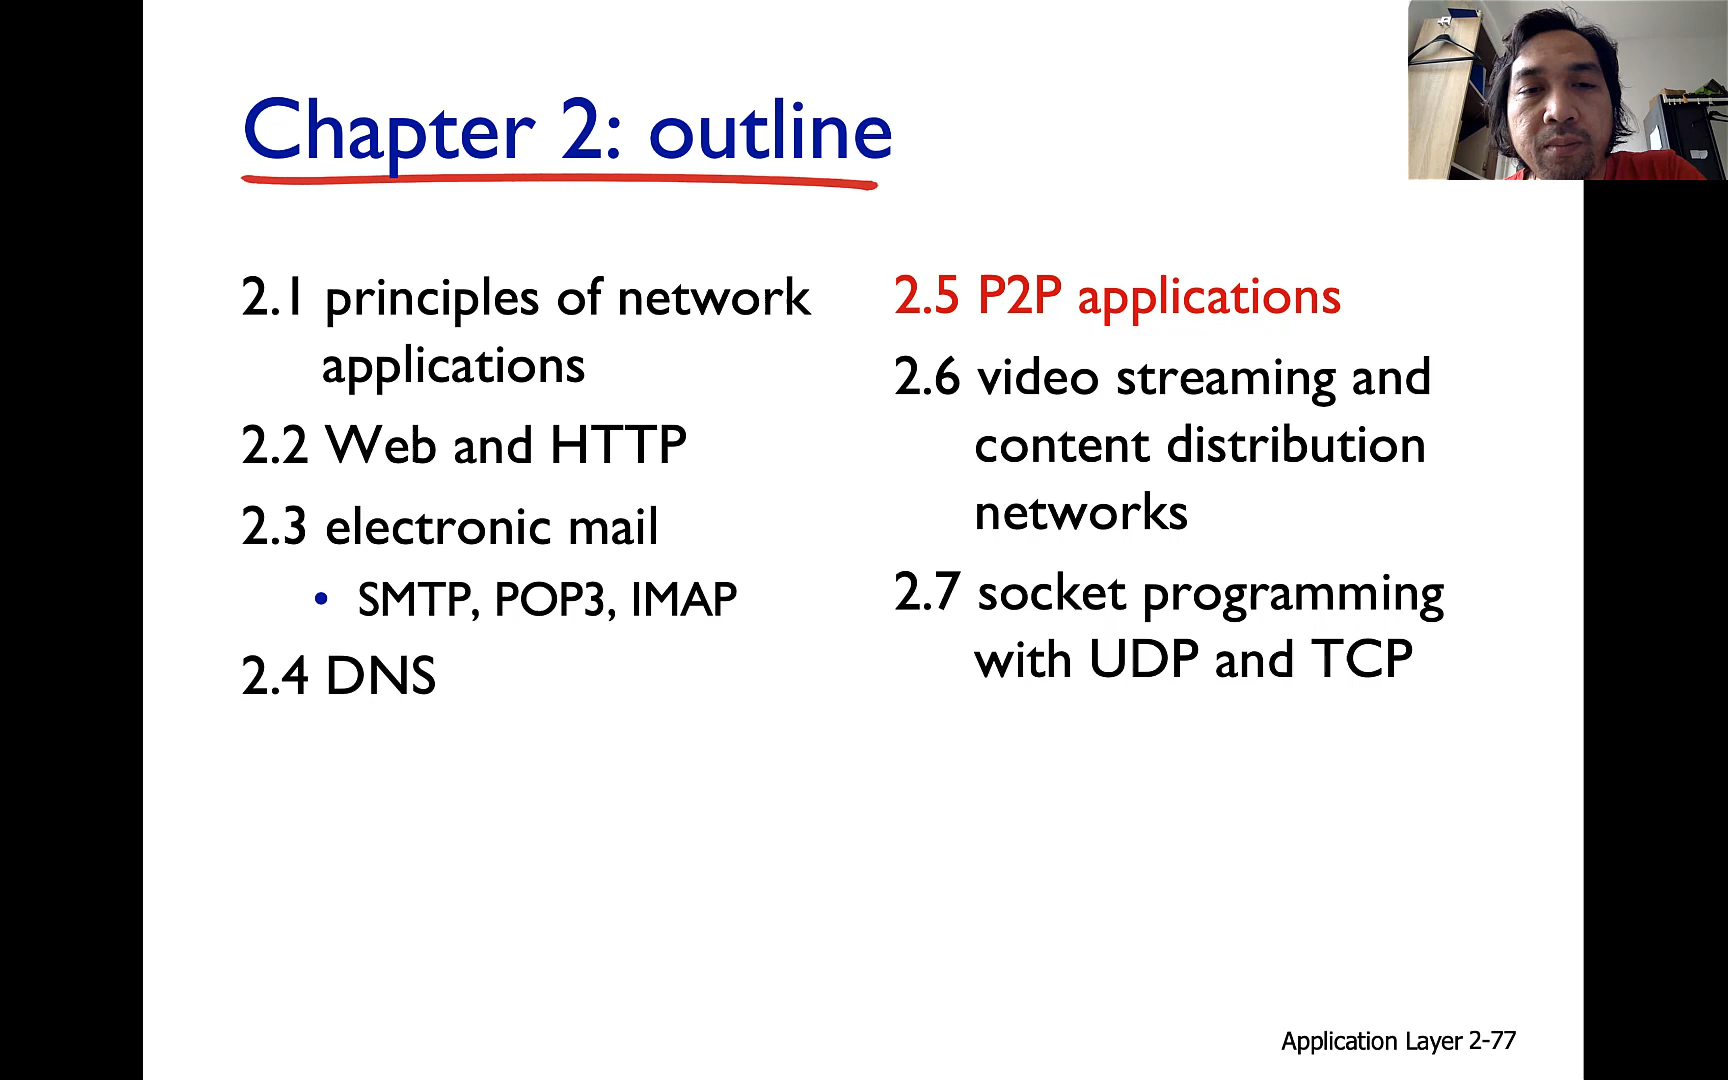 Chapter 2: outline
2.1 principles of network
applications
2.2 Web and HTTP
2.3 electronic mail
• SMTP, POP3, IMAP
2.4 DNS
2.5 P2P applications
2.6 video streaming and
content distribution
networks
2.7 socket programming
with UDP and TCP
Application Layer 2-77